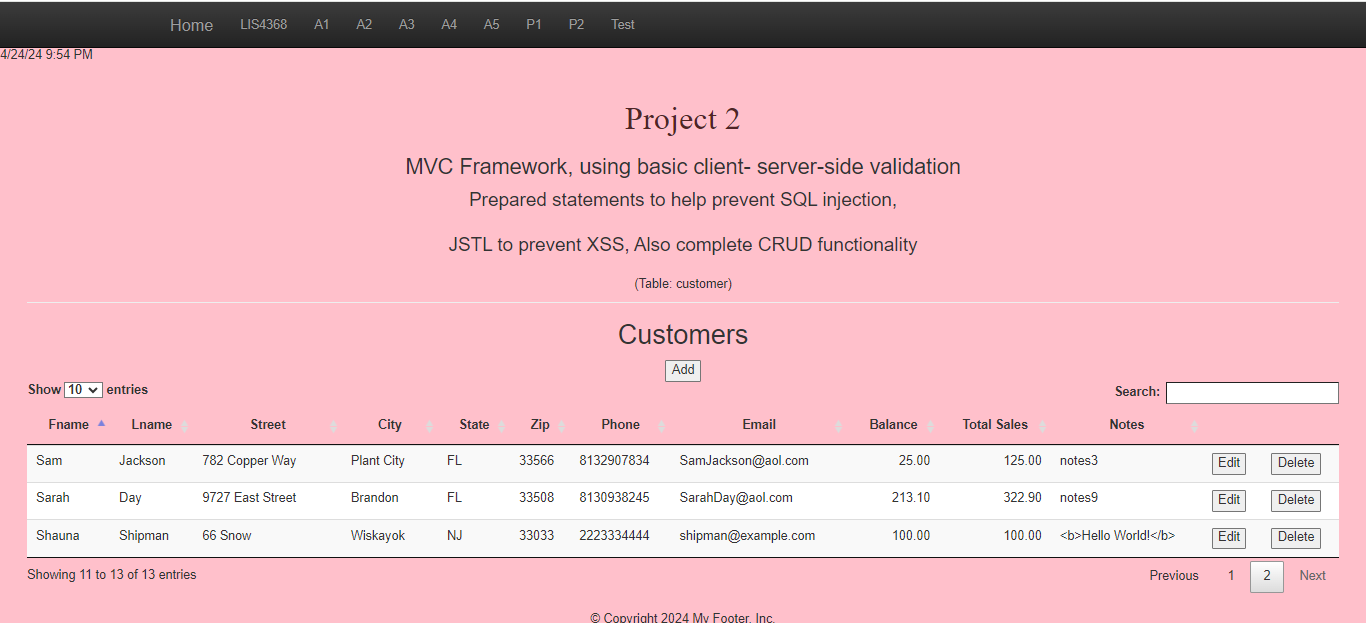 Home LIS4368 A1 A2 A3 A4 A5 P1 P2 Test
4/24/24 9:54 PM
Project 2
MVC Framework, using basic client- server-side validation
Prepared statements to help prevent SQL injection,
JSTL to prevent XSS, Also complete CRUD functionality
(Table: customer)
Customers
Add
Show 10 entries Search:
Fname Lname Street City State Zip Phone Email Balance Total Sales Notes
Sam Jackson 782 Copper Way Plant City FL 33566 8132907834 SamJackson@aol.com 25.00 125.00 notes3 Edit Delete
Sarah Day 9727 East Street Brandon FL 33508 8130938245 SarahDay@aol.com 213.10 322.90 notes9 Edit Delete
Shauna Shipman 66 Snow Wiskayok NJ 33033 2223334444 shipman@example.com 100.00 100.00 <b>Hello World!</b> Edit Delete
Showing 11 to 13 of 13 entries Previous 1 2 Next
© Copyright 2024 My Footer, Inc.